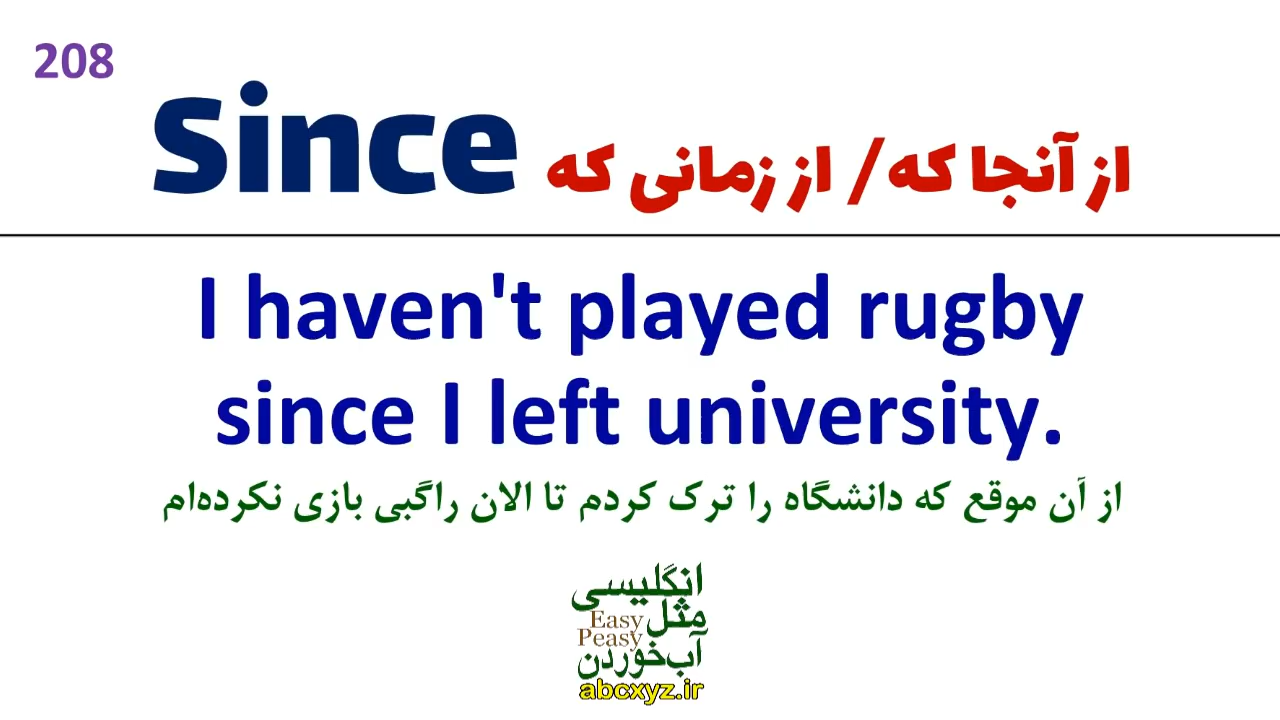 208
Since از آنجا که/ از زمانی که
I haven't played rugby
since I left university.
از آن موقع که دانشگاه را ترک کردم تا الان راگبی بازی نکرده‌ام
انگلیسی
مثل
Easy
Peasy
آب‌خوردن
abcxyz.ir